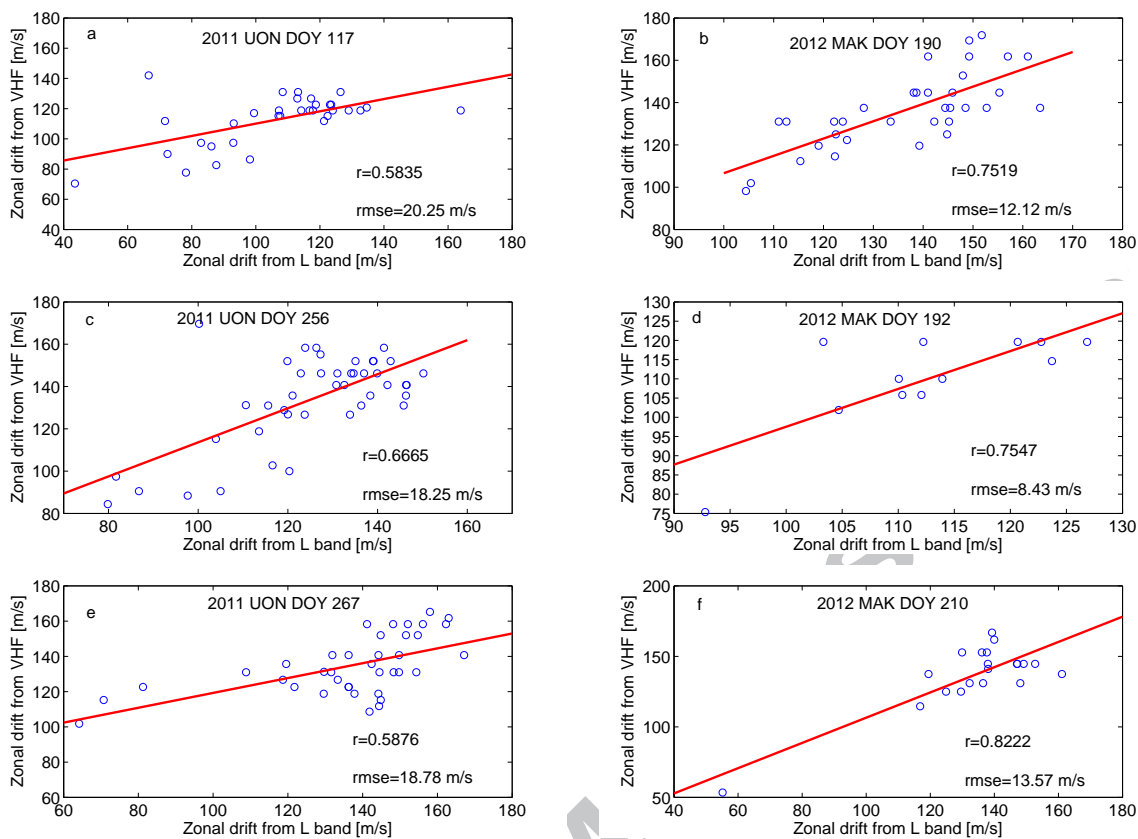 a
2011 UON DOY 117
r=0.5835
rmse=20.25 m/s
Zonal drift from VHF [m/s]
180
160
140
120
100
80
60
40
40 60 80 100 120 140 160 180
Zonal drift from L band [m/s]
b
2012 MAK DOY 190
r=0.7519
rmse=12.12 m/s
Zonal drift from VHF [m/s]
180
160
140
120
100
80
90 100 110 120 130 140 150 160 170 180
Zonal drift from L band [m/s]
c
2011 UON DOY 256
r=0.6665
rmse=18.25 m/s
Zonal drift from VHF [m/s]
180
160
140
120
100
80
80 100 120 140 160
Zonal drift from L band [m/s]
d
2012 MAK DOY 192
r=0.7547
rmse=8.43 m/s
Zonal drift from VHF [m/s]
130
125
120
115
110
105
100
95
90
85
80
75
90 95 100 105 110 115 120 125 130
Zonal drift from L band [m/s]
e
2011 UON DOY 267
r=0.5876
rmse=18.78 m/s
Zonal drift from VHF [m/s]
180
160
140
120
100
80
60
60 80 100 120 140 160 180
Zonal drift from L band [m/s]
f
2012 MAK DOY 210
r=0.8222
rmse=13.57 m/s
Zonal drift from VHF [m/s]
200
150
100
50
40 60 80 100 120 140 160 180
Zonal drift from L band [m/s]